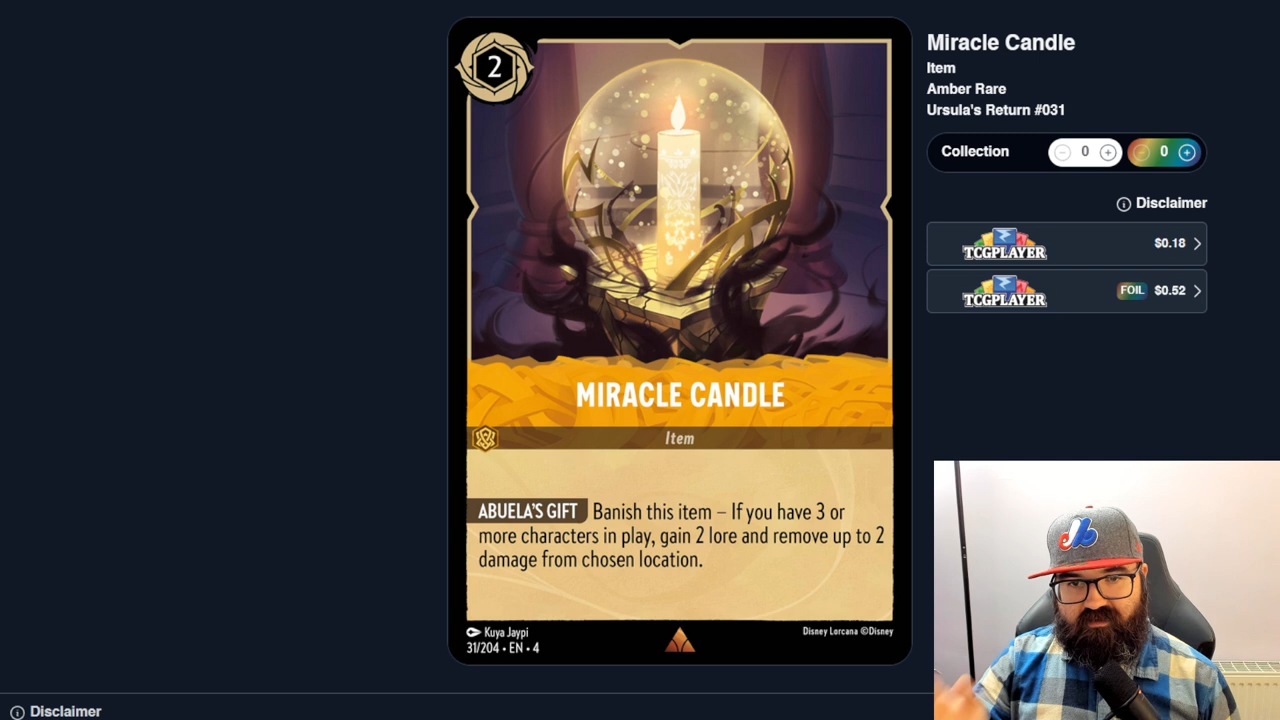 2
MIRACLE CANDLE
Item
ABUELA'S GIFT Banish this item – If you have 3 or
more characters in play, gain 2 lore and remove up to 2
damage from chosen location.
Kuya Jaypi
31/204 • EN • 4
Disney Lorcana ©Disney
Miracle Candle
Item
Amber Rare
Ursula's Return #031
Collection
0
0
Disclaimer
TCGPLAYER
$0.18
TCGPLAYER
FOIL $0.52
Disclaimer